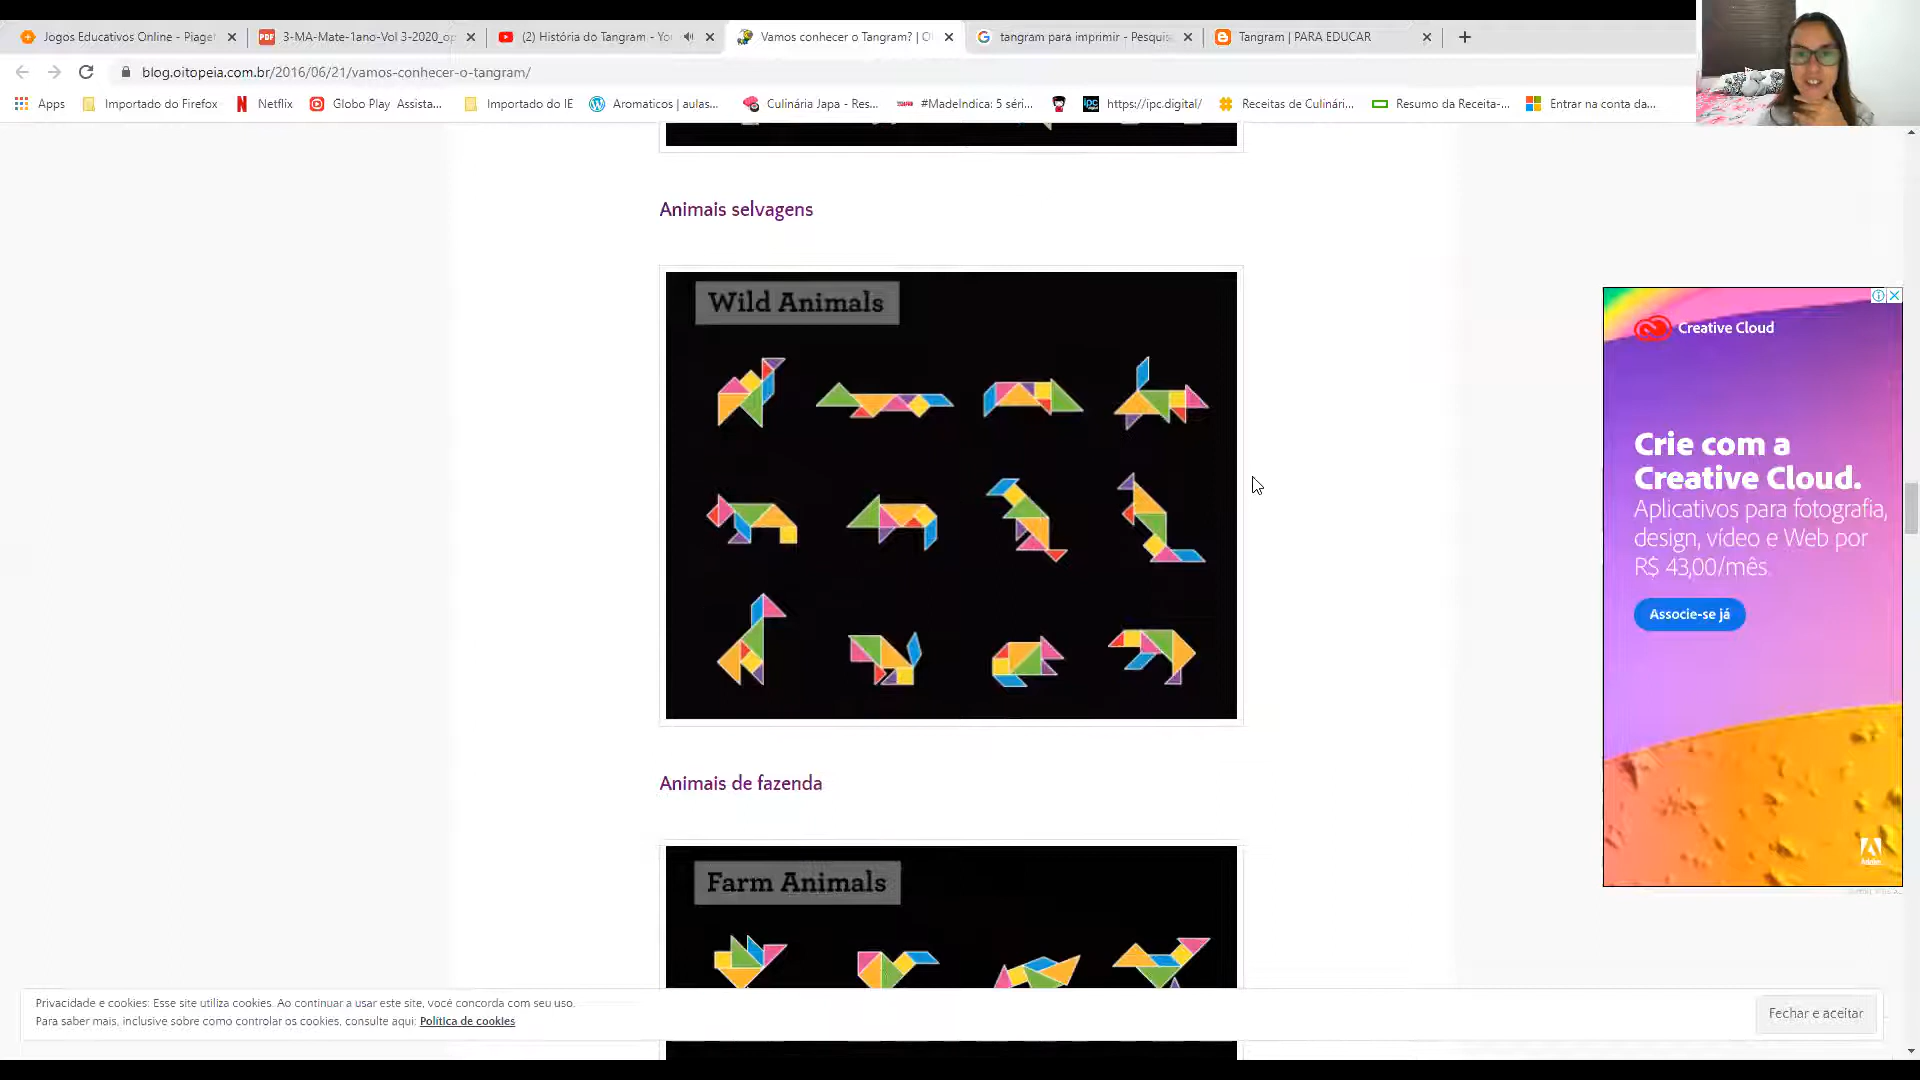 Jogos Educativos Online - Piage
3-MA-Mate-1ano-Vol 3-2020_op
(2) História do Tangram - Yo
Vamos conhecer o Tangram? | O
tangram para imprimir - Pesquis
Tangram | PARA EDUCAR
blog.oitopeia.com.br/2016/06/21/vamos-conhecer-o-tangram/
Apps
Importado do Firefox
Netflix
Globo Play Assista...
Importado do IE
Aromaticos | aulas...
Culinária Japa - Res...
#MadeIndica: 5 séri...
https://ipc.digital/
Receitas de Culinári...
Resumo da Receita-...
Entrar na conta da...
Animais selvagens
Wild Animals
Creative Cloud
Crie com a
Creative Cloud.
Aplicativos para fotografia,
design, vídeo e Web por
R$ 43,00/mês.
Associe-se já
Adobe
Animais de fazenda
Farm Animals
Privacidade e cookies: Esse site utiliza cookies. Ao continuar a usar este site, você concorda com seu uso.
Para saber mais, inclusive sobre como controlar os cookies, consulte aqui: Política de cookies
Fechar e aceitar